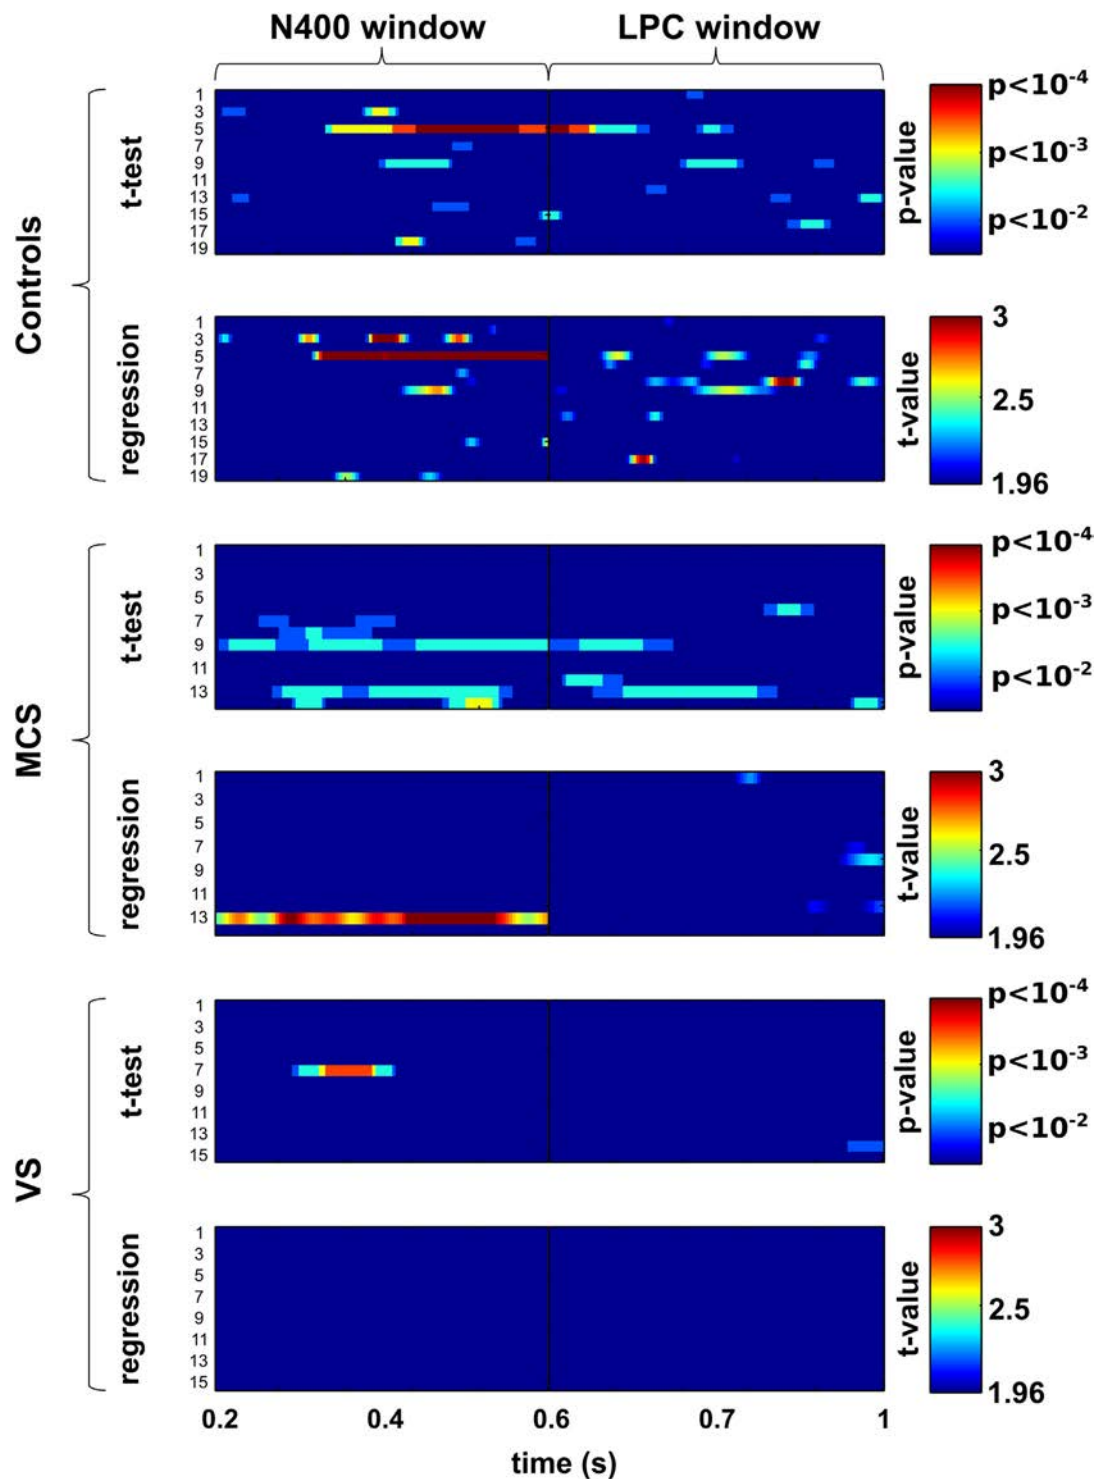 N400 window LPC window
Controls
t-test
1
3
5
7
9
11
13
15
17
19
p-value
p<10-4
p<10-3
p<10-2
regression
1
3
5
7
9
11
13
15
17
19
t-value
3
2.5
1.96
MCS
t-test
1
3
5
7
9
11
13
p-value
p<10-4
p<10-3
p<10-2
regression
1
3
5
7
9
11
13
t-value
3
2.5
1.96
VS
t-test
1
3
5
7
9
11
13
15
p-value
p<10-4
p<10-3
p<10-2
regression
1
3
5
7
9
11
13
15
t-value
3
2.5
1.96
0.2 0.4 0.6 0.7 1
time (s)